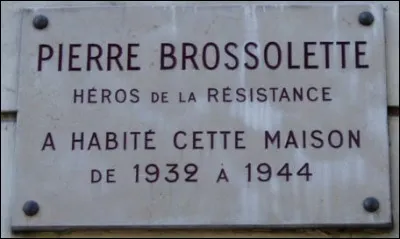 PIERRE BROSSOLETTE
HÉROS DE LA RÉSISTANCE
A HABITÉ CETTE MAISON
DE 1932 À 1944